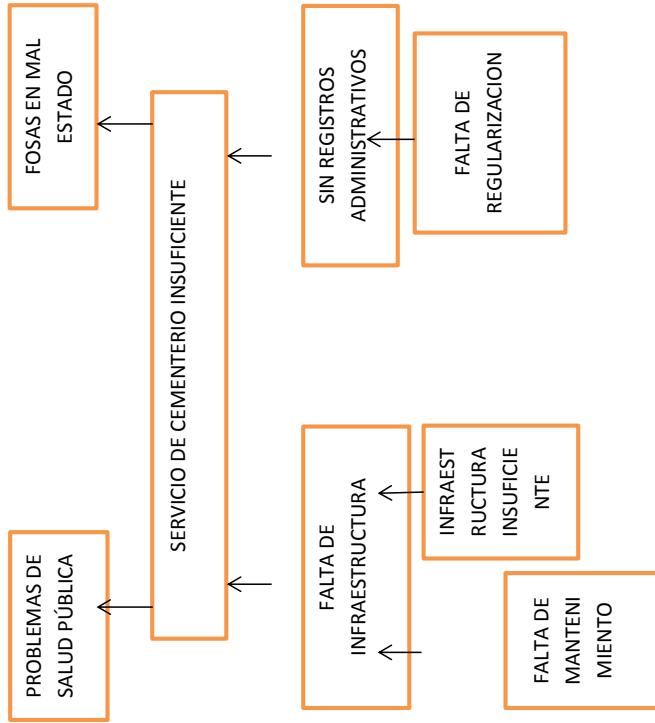 PROBLEMAS DE
SALUD PÚBLICA
FOSAS EN MAL
ESTADO
SERVICIO DE CEMENTERIO INSUFICIENTE
FALTA DE
INFRAESTRUCTURA
SIN REGISTROS
ADMINISTRATIVOS
FALTA DE
MANTENI
MIENTO
INFRAEST
RUCTURA
INSUFICIE
NTE
FALTA DE
REGULARIZACION